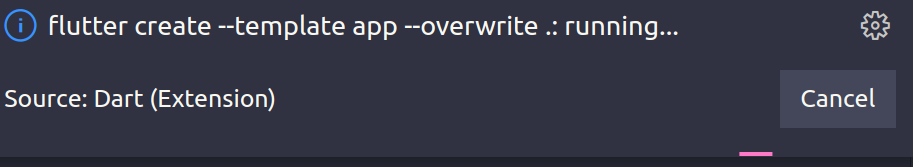 flutter create --template app --overwrite .: running...
Source: Dart (Extension)
Cancel